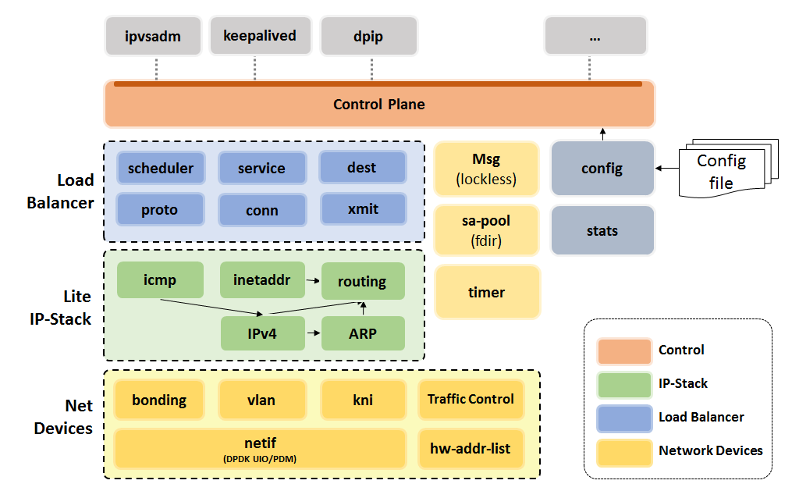 ipvsadm
keepalived
dpip
...
Control Plane
Load
Balancer
scheduler
service
dest
proto
conn
xmit
Msg
(lockless)
sa-pool
(fdir)
timer
config
stats
Config
file
Lite
IP-Stack
icmp
inetaddr
routing
IPv4
ARP
Net
Devices
bonding
vlan
kni
Traffic Control
netif
(DPDK UIO/PDM)
hw-addr-list
Control
IP-Stack
Load Balancer
Network Devices